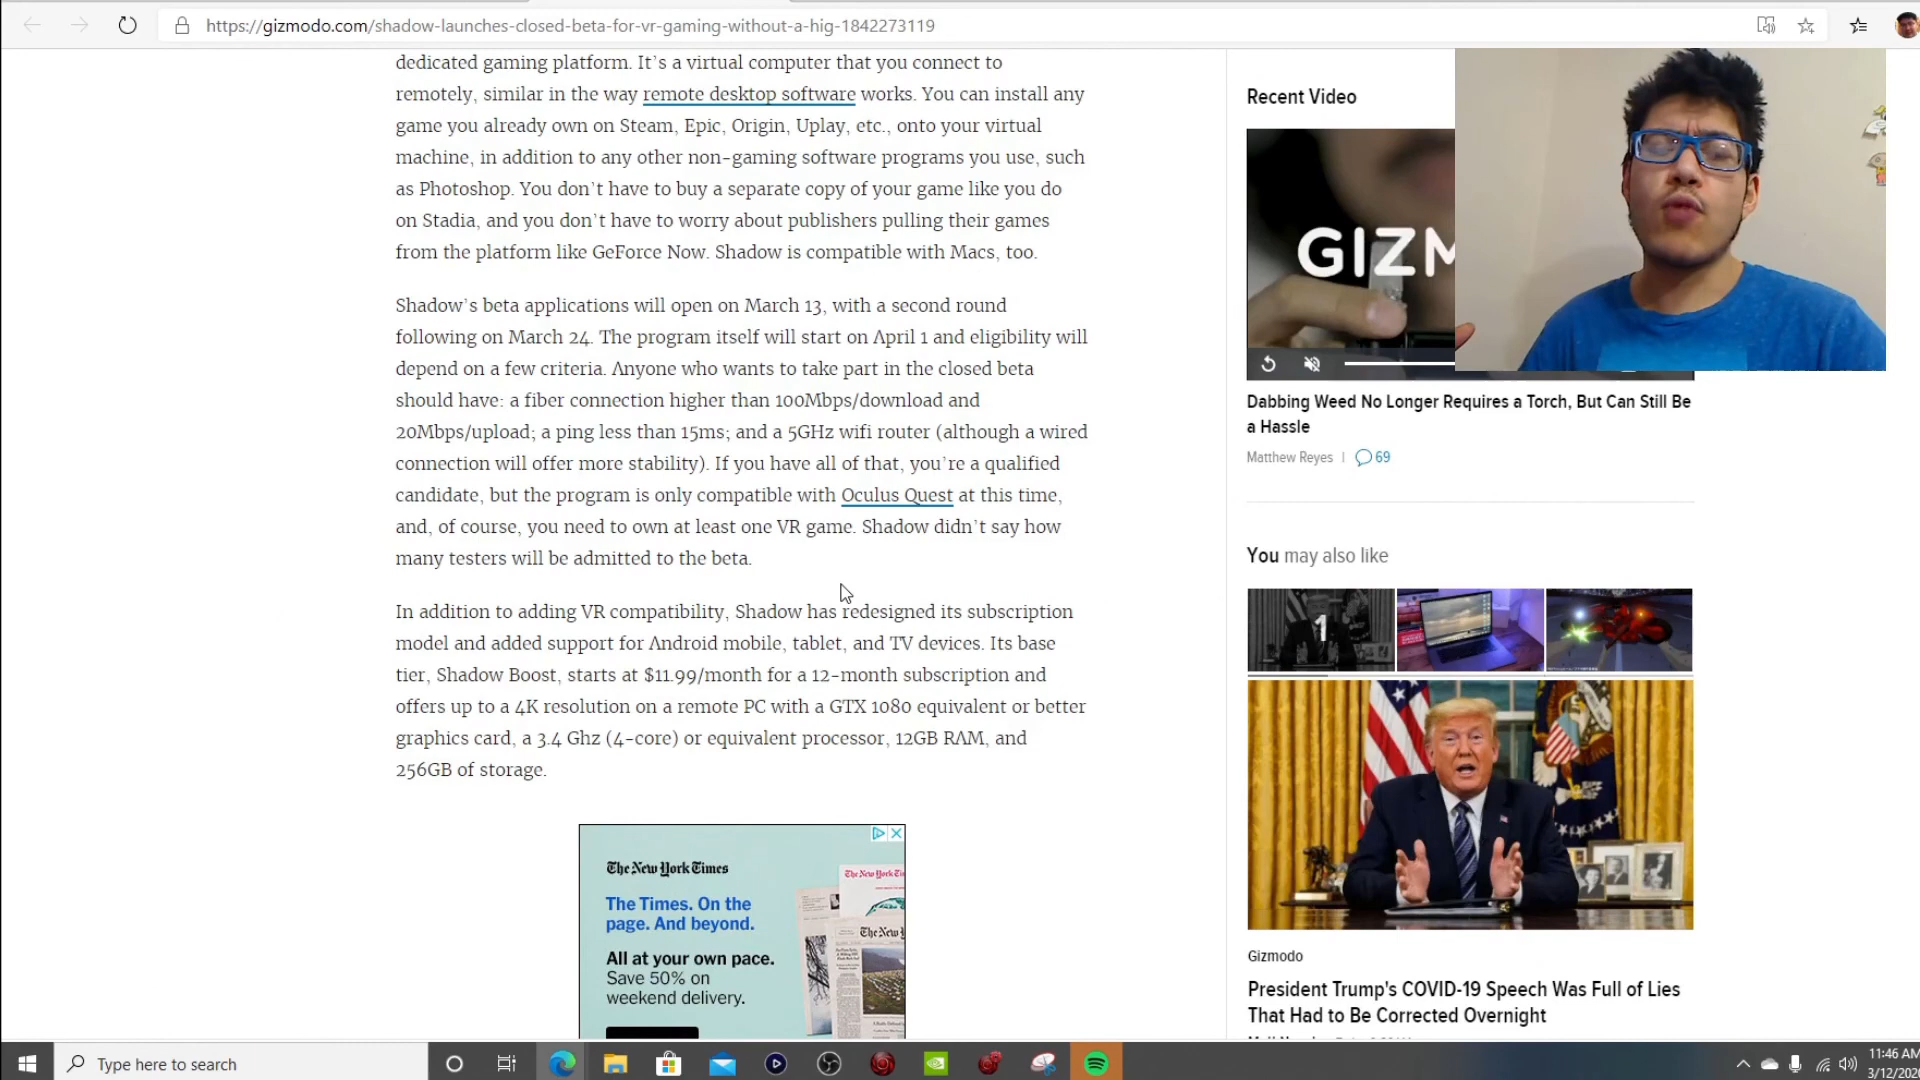 https://gizmodo.com/shadow-launches-closed-beta-for-vr-gaming-without-a-hig-1842273119
dedicated gaming platform. It's a virtual computer that you connect to
remotely, similar in the way remote desktop software works. You can install any
game you already own on Steam, Epic, Origin, Uplay, etc., onto your virtual
machine, in addition to any other non-gaming software programs you use, such
as Photoshop. You don't have to buy a separate copy of your game like you do
on Stadia, and you don't have to worry about publishers pulling their games
from the platform like GeForce Now. Shadow is compatible with Macs, too.
Shadow's beta applications will open on March 13, with a second round
following on March 24. The program itself will start on April 1 and eligibility will
depend on a few criteria. Anyone who wants to take part in the closed beta
should have: a fiber connection higher than 100Mbps/download and
20Mbps/upload; a ping less than 15ms; and a 5GHz wifi router (although a wired
connection will offer more stability). If you have all of that, you're a qualified
candidate, but the program is only compatible with Oculus Quest at this time,
and, of course, you need to own at least one VR game. Shadow didn't say how
many testers will be admitted to the beta.
In addition to adding VR compatibility, Shadow has redesigned its subscription
model and added support for Android mobile, tablet, and TV devices. Its base
tier, Shadow Boost, starts at $11.99/month for a 12-month subscription and
offers up to a 4K resolution on a remote PC with a GTX 1080 equivalent or better
graphics card, a 3.4 Ghz (4-core) or equivalent processor, 12GB RAM, and
256GB of storage.
The New York Times
The Times. On the
page. And beyond.
All at your own pace.
Save 50% on
weekend delivery.
Recent Video
GIZM
Dabbing Weed No Longer Requires a Torch, But Can Still Be
a Hassle
Matthew Reyes | 69
You may also like
1
Gizmodo
President Trump's COVID-19 Speech Was Full of Lies
That Had to Be Corrected Overnight
Type here to search
11:46 AM
3/12/202